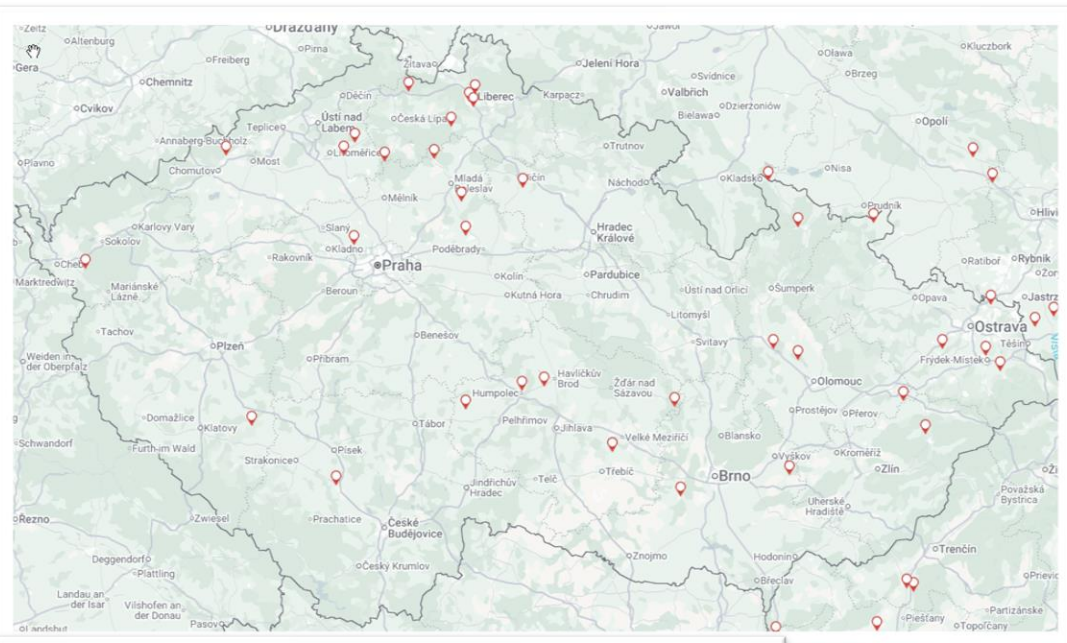 Zeitz
Altenburg
Drážďany
Jawor
Pirna
Žitava
Oława
Kluczbork
Gera
Freiberg
Jelení Hora
Chemnitz
Svidnice
Brzeg
Děčín
Liberec
Karpacz
Valbřich
Cvikov
Dzierżoniów
Ústí nad
Labem
Česká Lípa
Bielawa
Opolí
Teplice
Annaberg-Buchholz
Litoměřice
Trutnov
Plavno
Most
Chomutov
Nisa
Mladá
Boleslav
Jičín
Náchod
Kladsko
Mělník
Prudník
Karlovy Vary
Slaný
Hradec
Králové
Sokolov
Kladno
Poděbrady
Rakovník
Praha
Cheb
Ratiboř
Rybnik
Kolín
Pardubice
Marktredwitz
Mariánské
Lázně
Beroun
Kutná Hora
Chrudim
Ústí nad Orlicí
Šumperk
Opava
Litomyšl
Tachov
Benešov
Ostrava
Plzeň
Svitavy
Těšín
Weiden in
der Oberpfalz
Příbram
Frýdek-Místek
Havlíčkův
Brod
Žďár nad
Sázavou
Olomouc
Humpolec
Prostějov
Přerov
Domažlice
Klatovy
Tábor
Pelhřimov
Jihlava
Velké Meziříčí
Blansko
Schwandorf
Furth-im Wald
Písek
Kroměříž
Strakonice
Vyškov
Zlín
Třebíč
Telč
Brno
Jindřichův
Hradec
Považská
Bystrica
Uherské
Hradiště
Řezno
Zwiesel
Prachatice
České
Budějovice
Trenčín
Deggendorf
Znojmo
Hodonín
Plattling
Český Krumlov
Břeclav
Landau an
der Isar
Vilshofen an
der Donau
Partizánske
Pasov
Piešťany
Topoľčany
Landshut